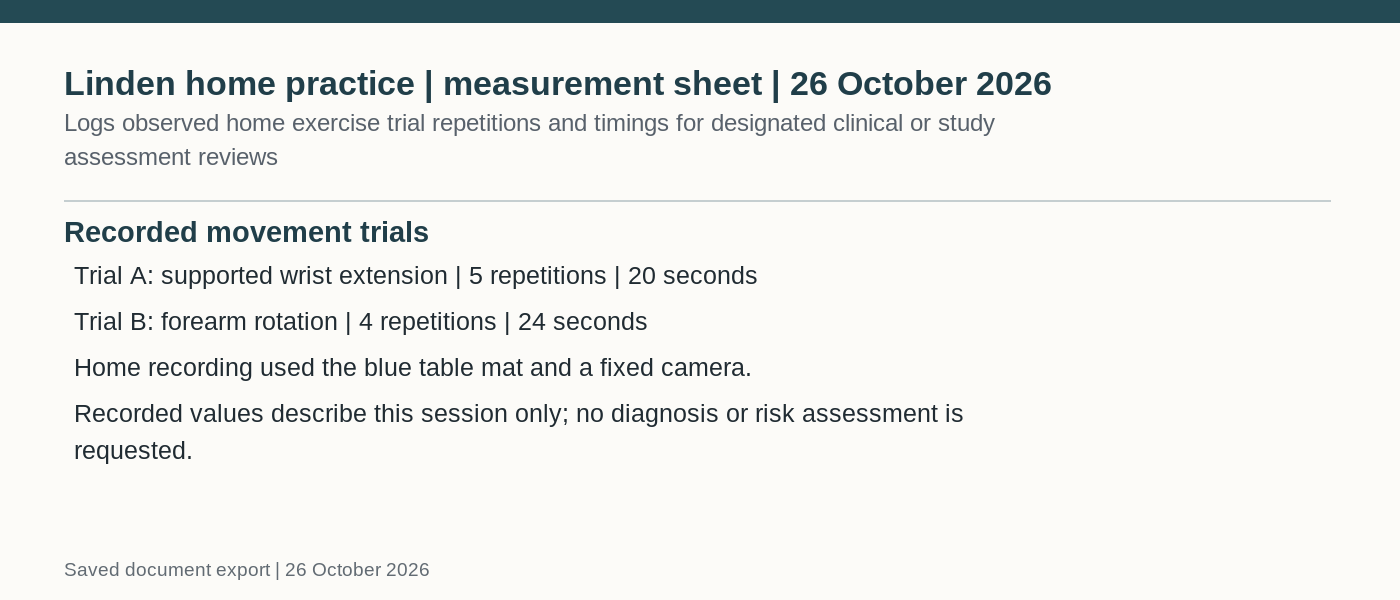 Linden home practice | measurement sheet | 26 October 2026
Logs observed home exercise trial repetitions and timings for designated clinical or study
assessment reviews
Recorded movement trials
Trial A: supported wrist extension | 5 repetitions | 20 seconds
Trial B: forearm rotation | 4 repetitions | 24 seconds
Home recording used the blue table mat and a fixed camera.
Recorded values describe this session only; no diagnosis or risk assessment is
requested.
Saved document export | 26 October 2026